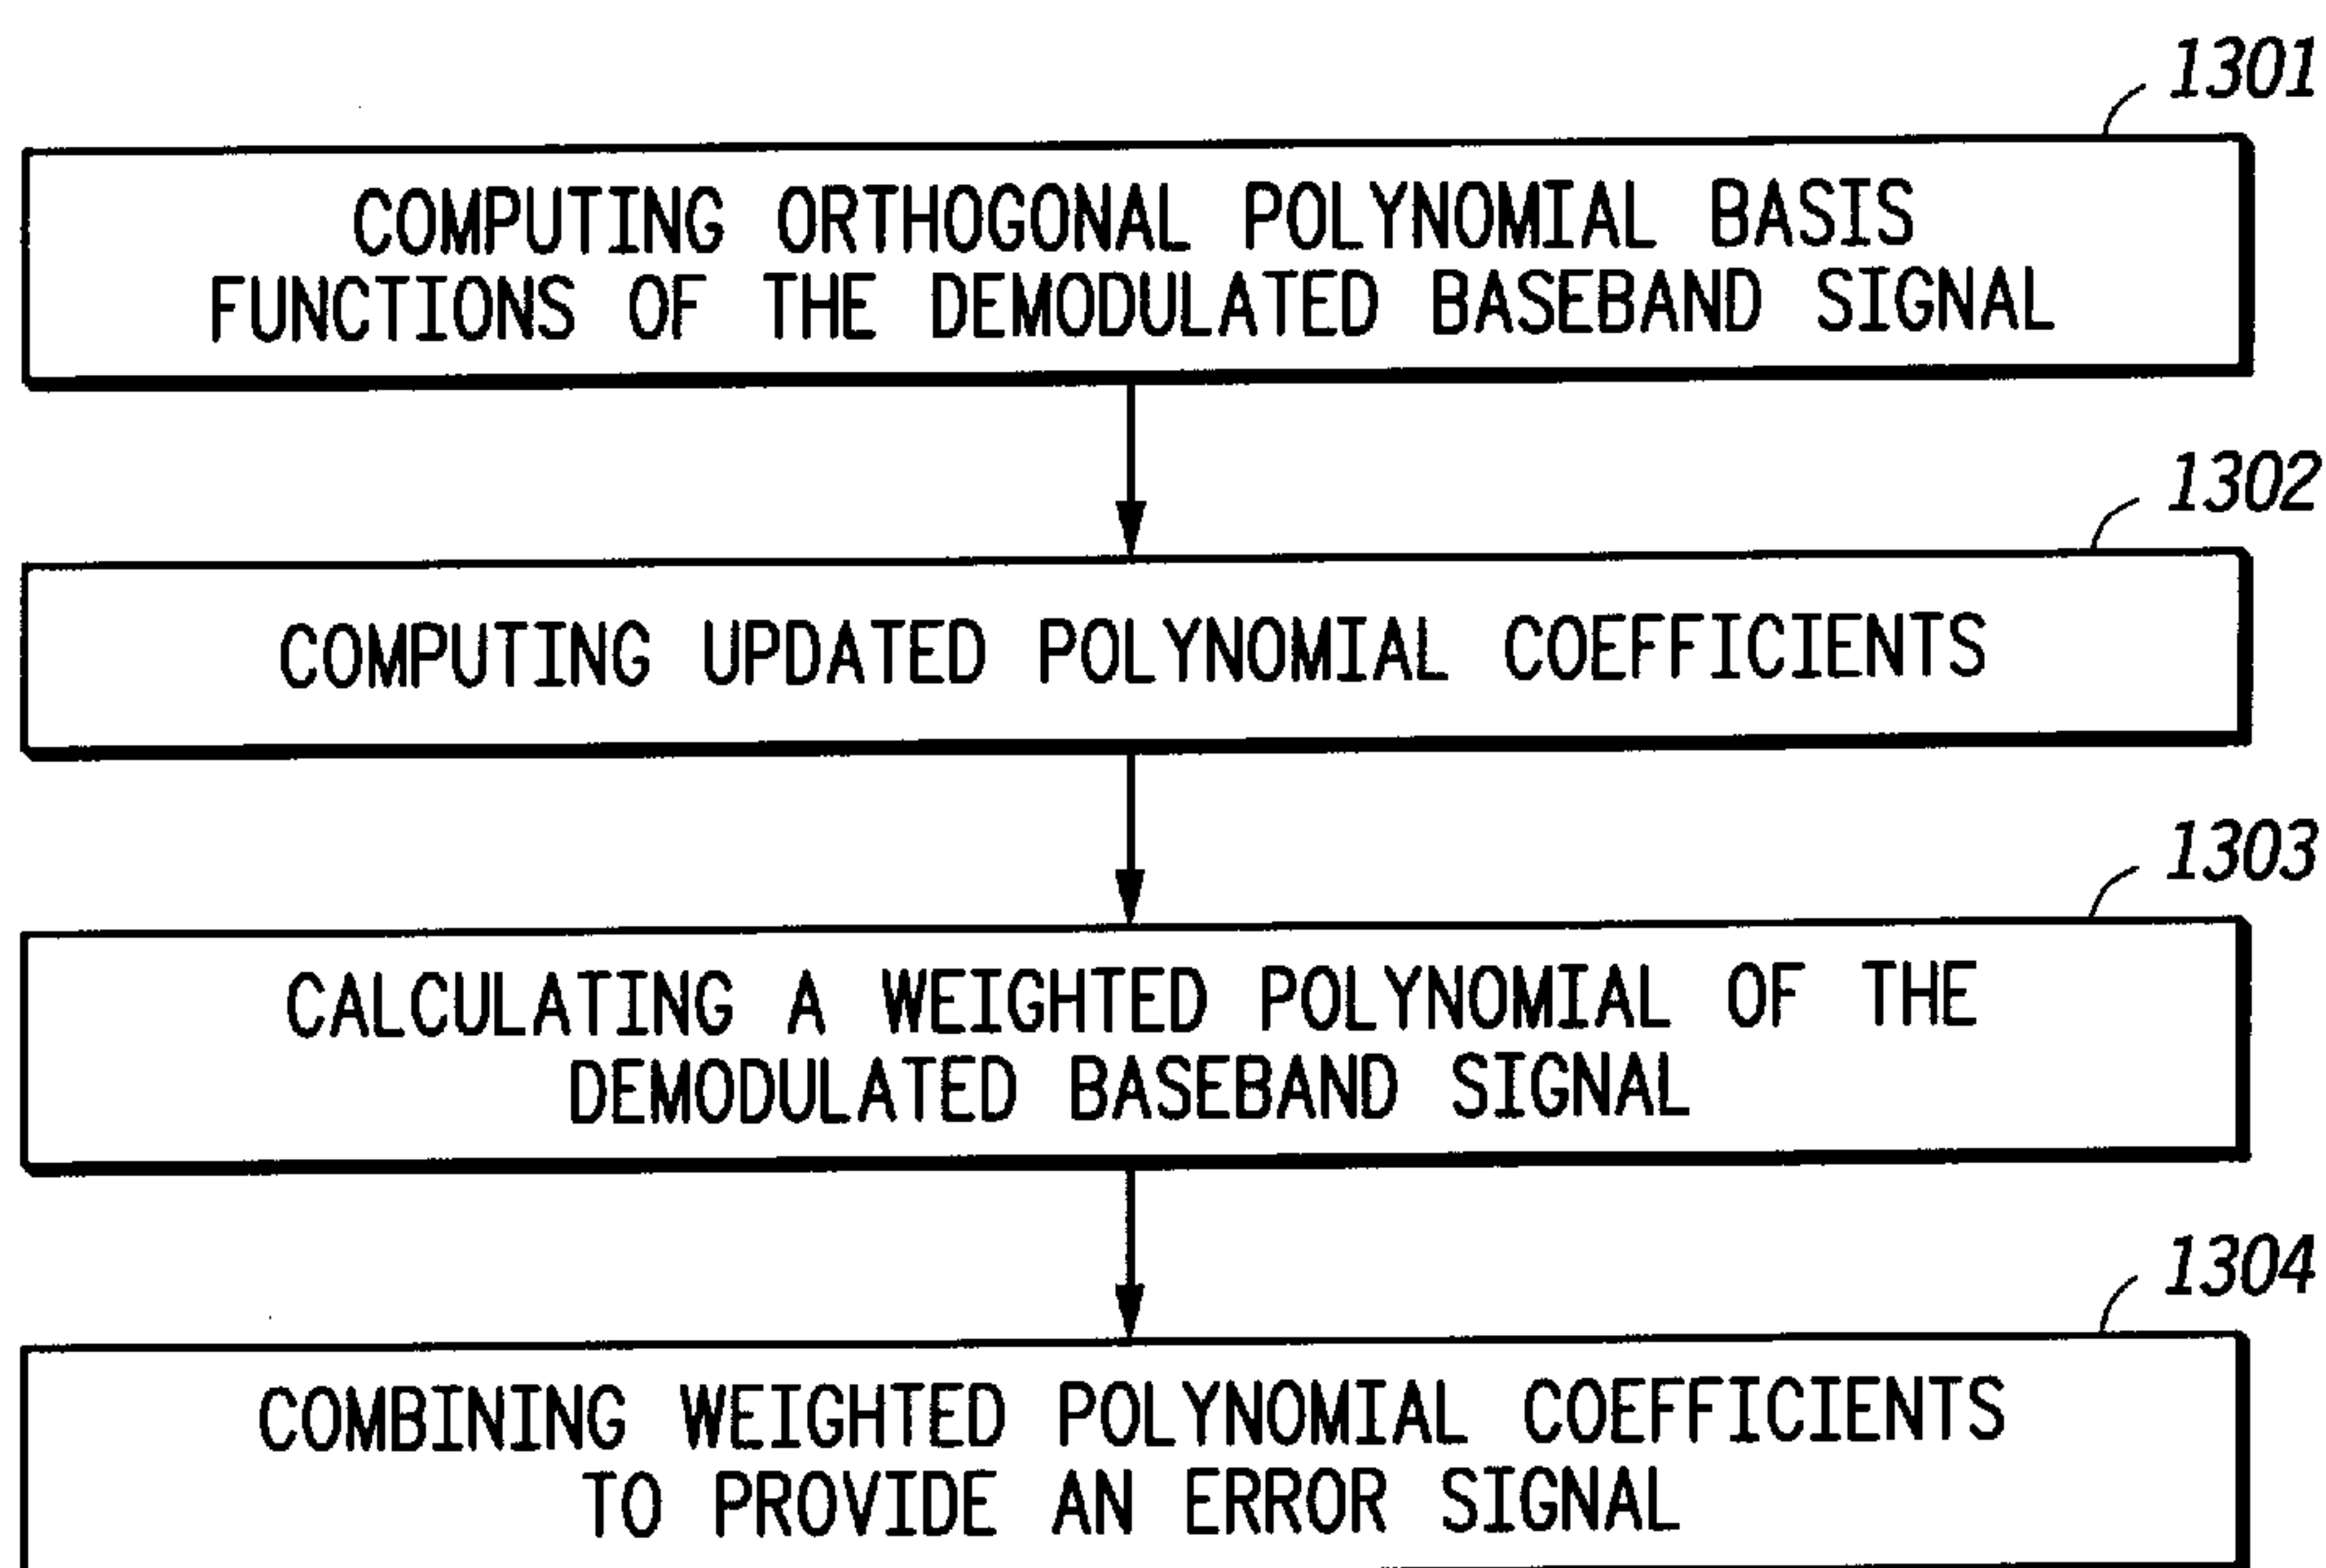 1301
COMPUTING ORTHOGONAL POLYNOMIAL BASIS
FUNCTIONS OF THE DEMODULATED BASEBAND SIGNAL
1302
COMPUTING UPDATED POLYNOMIAL COEFFICIENTS
1303
CALCULATING A WEIGHTED POLYNOMIAL OF THE
DEMODULATED BASEBAND SIGNAL
1304
COMBINING WEIGHTED POLYNOMIAL COEFFICIENTS
TO PROVIDE AN ERROR SIGNAL